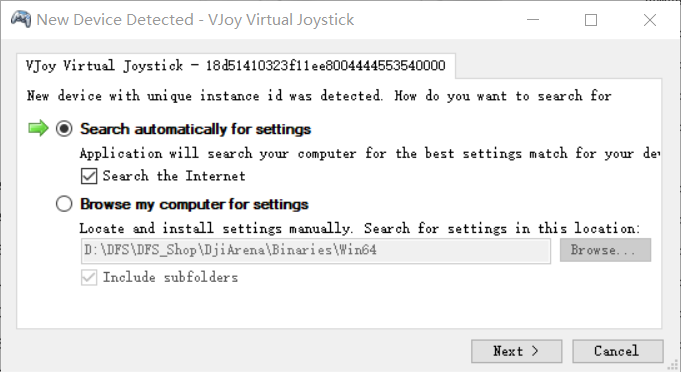 New Device Detected - VJoy Virtual Joystick
VJoy Virtual Joystick - 18d51410323f11ee8004444553540000
New device with unique instance id was detected. How do you want to search for
Search automatically for settings
Application will search your computer for the best settings match for your dev
Search the Internet
Browse my computer for settings
Locate and install settings manually. Search for settings in this location:
D:\DFS\DFS_Shop\DjiArena\Binaries\Win64
Browse...
Include subfolders
Next >
Cancel